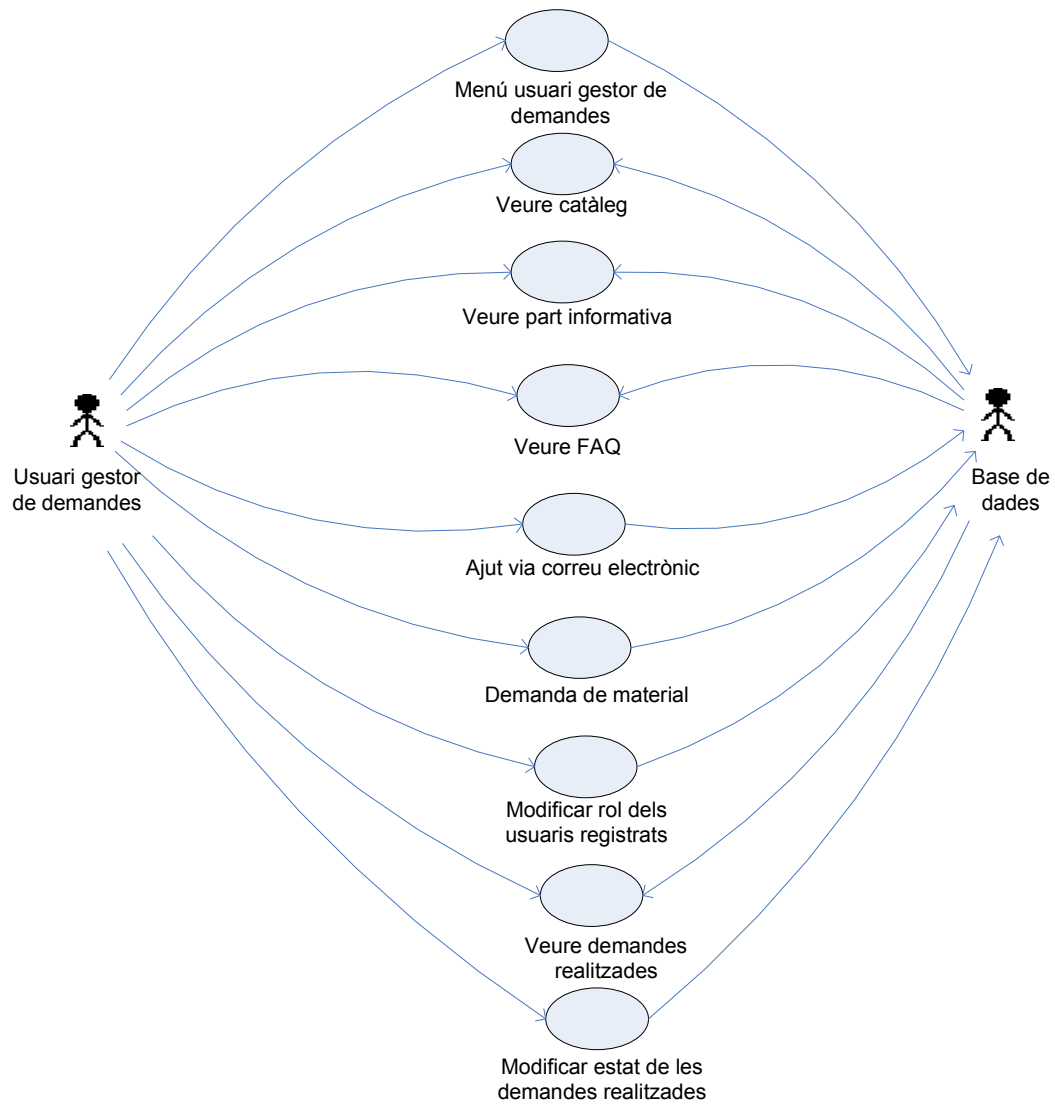 Menú usuari gestor de
demandes
Veure catàleg
Veure part informativa
Veure FAQ
Usuari gestor
de demandes
Base de
dades
Ajut via correu electrònic
Demanda de material
Modificar rol dels
usuaris registrats
Veure demandes
realitzades
Modificar estat de les
demandes realitzades